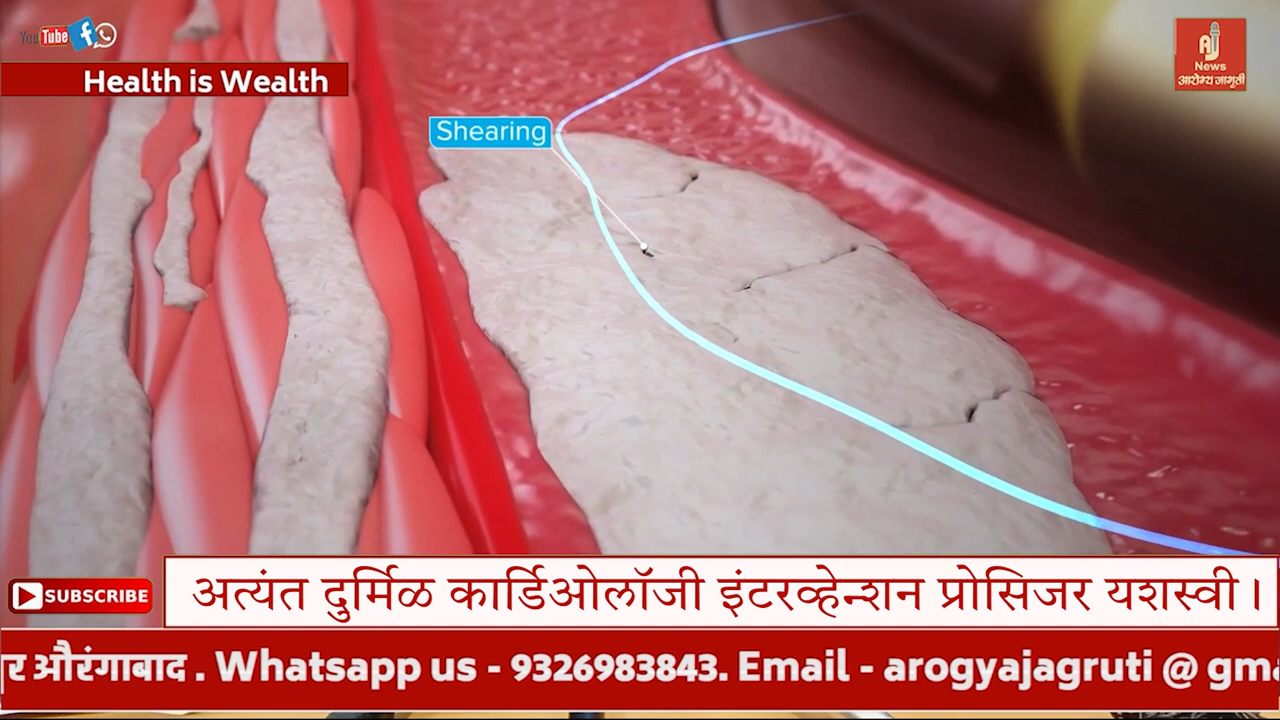 YouTube
AJ
News
आरोग्य जागृती
Health is Wealth
Shearing
SUBSCRIBE
अत्यंत दुर्मिळ कार्डिओलॉजी इंटरव्हेन्शन प्रोसिजर यशस्वी।
र औरंगाबाद . Whatsapp us - 9326983843. Email - arogyajagruti @ gma